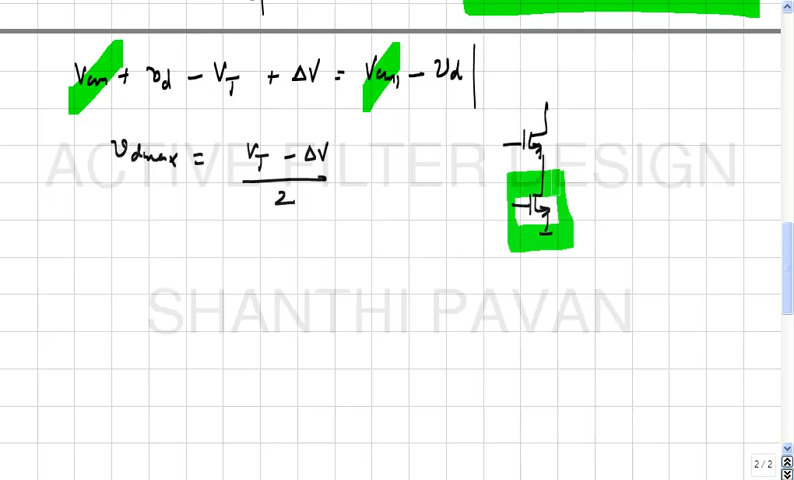 Vcm + vd - VT + ΔV = Vcm, - vd
vdmax = VT - ΔV
2
ACTIVE FILTER DESIGN
SHANTHI PAVAN
2 / 2